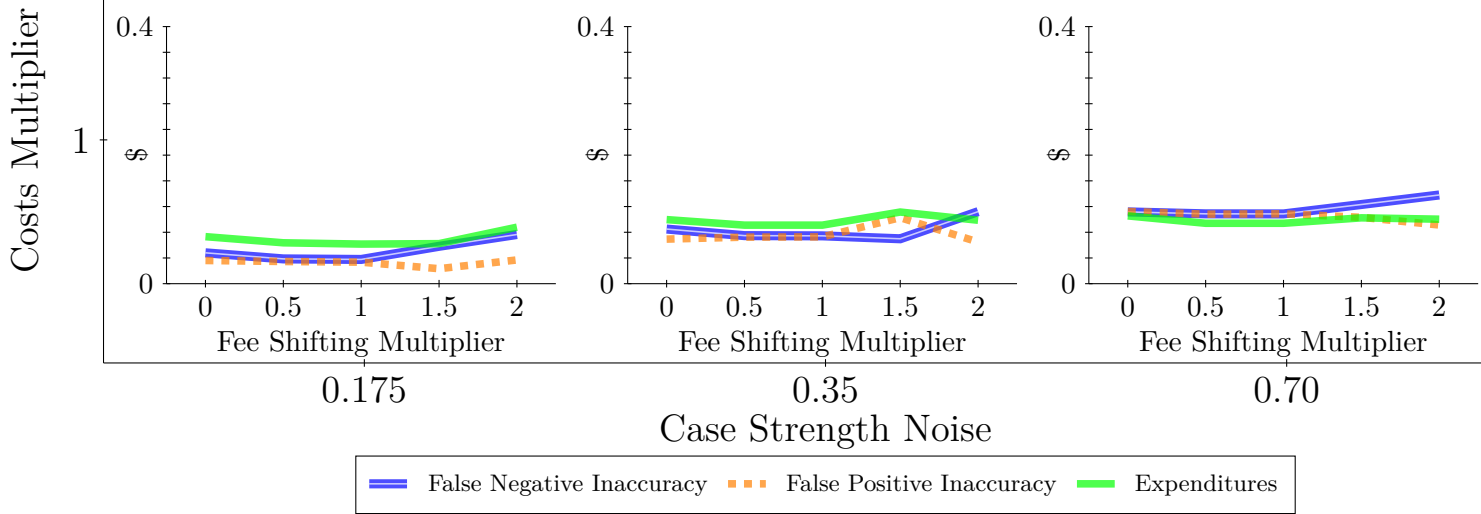 Costs Multiplier
1
0.4
$
0
0 0.5 1 1.5 2
Fee Shifting Multiplier
0.4
$
0
0 0.5 1 1.5 2
Fee Shifting Multiplier
0.4
$
0
0 0.5 1 1.5 2
Fee Shifting Multiplier
0.175 0.35 0.70
Case Strength Noise
False Negative Inaccuracy False Positive Inaccuracy Expenditures